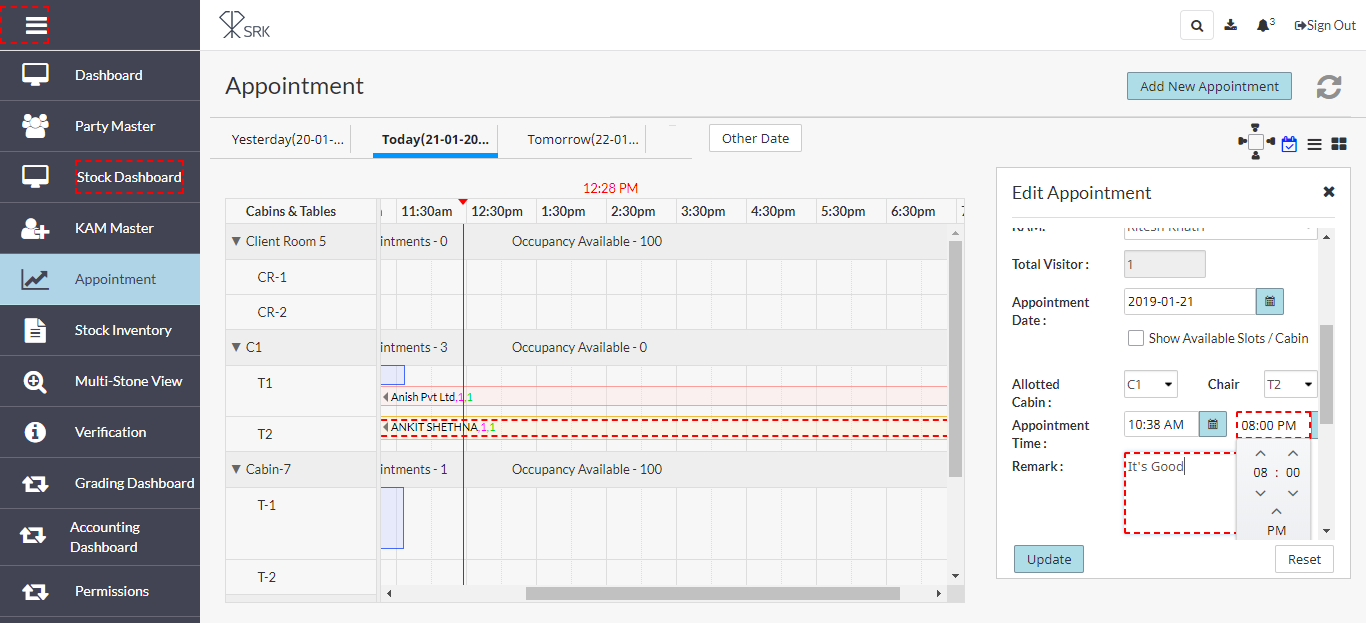 SRK
3
Sign Out
Dashboard
Party Master
Stock Dashboard
KAM Master
Appointment
Stock Inventory
Multi-Stone View
Verification
Grading Dashboard
Accounting
Dashboard
Permissions
Appointment
Add New Appointment
Yesterday(20-01-... Today(21-01-20... Tomorrow(22-01... Other Date
12:28 PM
Cabins & Tables 11:30am 12:30pm 1:30pm 2:30pm 3:30pm 4:30pm 5:30pm 6:30pm
Client Room 5 intments - 0 Occupancy Available - 100
CR-1
CR-2
C1 intments - 3 Occupancy Available - 0
T1
Anish Pvt Ltd,1,1
T2 ANKIT SHETHNA,1,1
Cabin-7 intments - 1 Occupancy Available - 100
T-1
T-2
Edit Appointment
Total Visitor : 1
Appointment
Date : 2019-01-21
Show Available Slots / Cabin
Allotted
Cabin : C1 Chair T2
Appointment
Time : 10:38 AM 08:00 PM
Remark : It's Good
08 : 00
PM
Update Reset